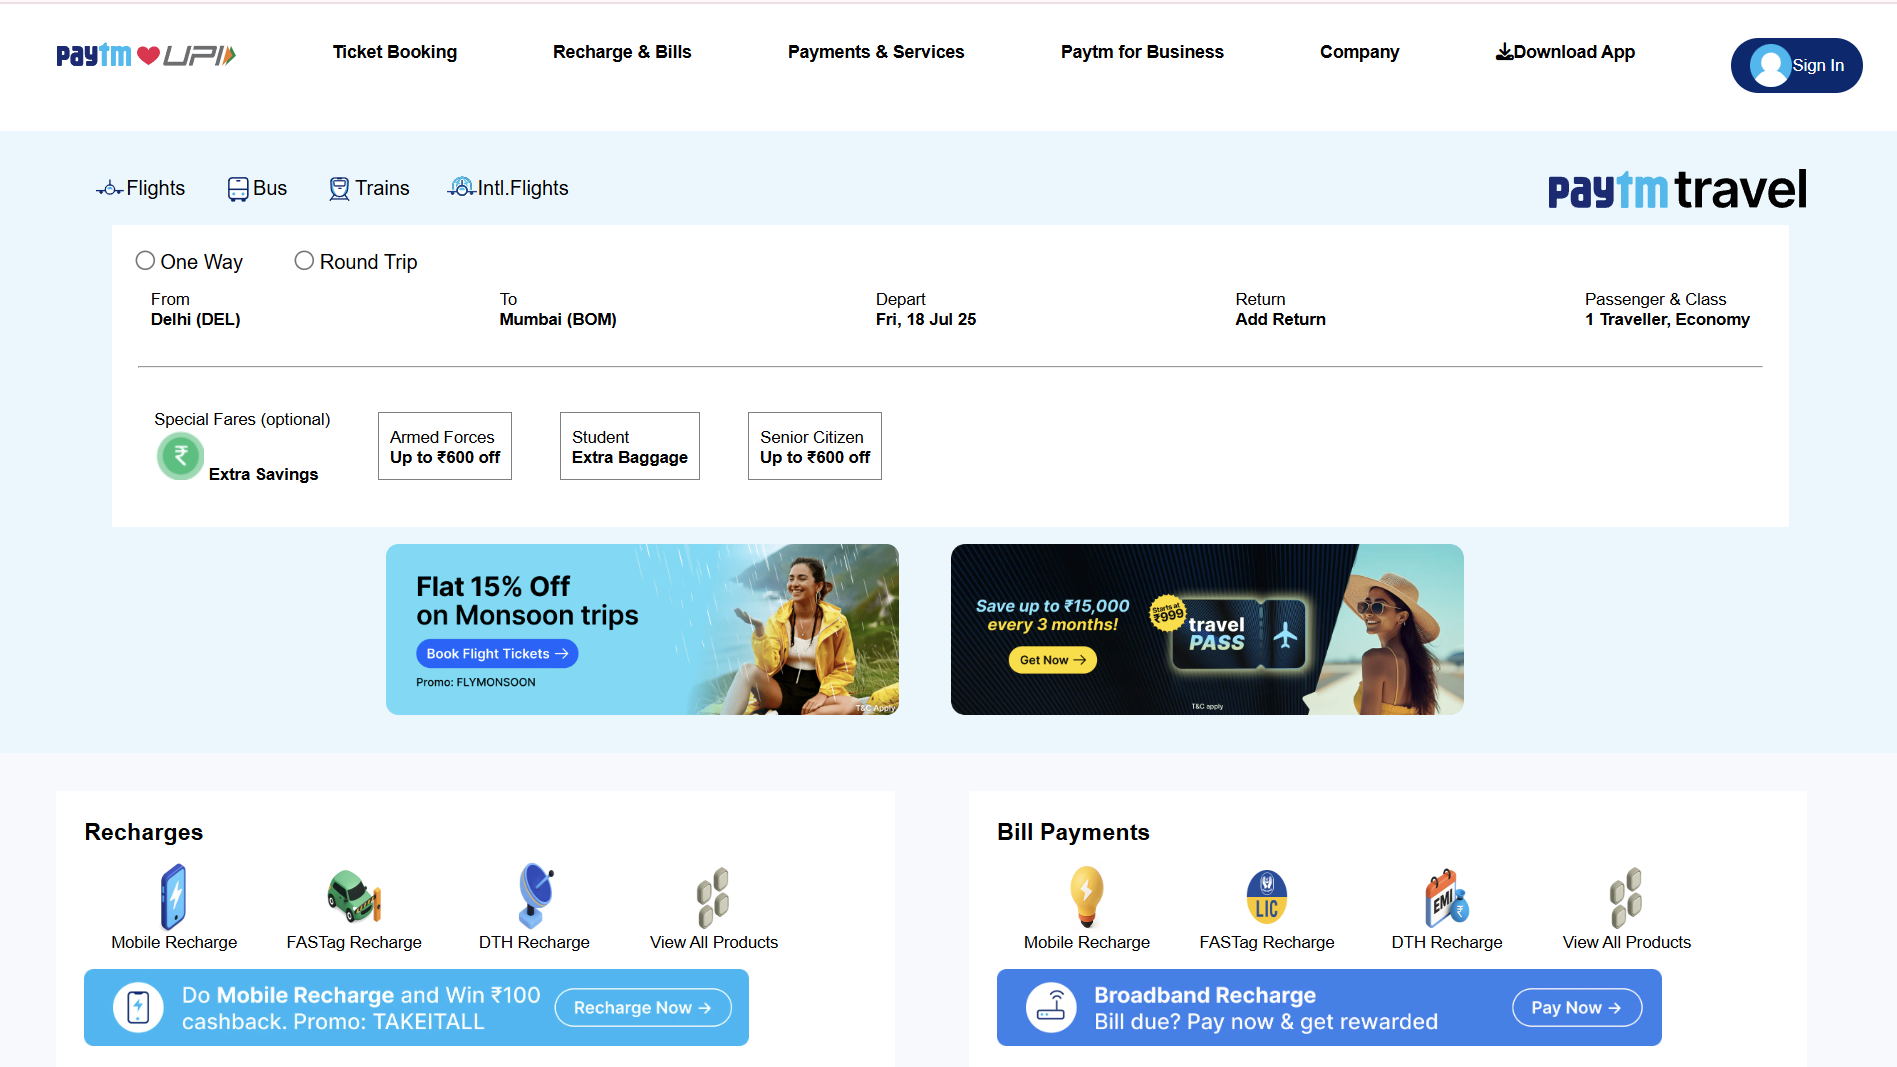 paytm UPI
Ticket Booking
Recharge & Bills
Payments & Services
Paytm for Business
Company
Download App
Sign In
Flights
Bus
Trains
Intl.Flights
paytm travel
One Way
Round Trip
From
Delhi (DEL)
To
Mumbai (BOM)
Depart
Fri, 18 Jul 25
Return
Add Return
Passenger & Class
1 Traveller, Economy
Special Fares (optional)
₹
Extra Savings
Armed Forces
Up to ₹600 off
Student
Extra Baggage
Senior Citizen
Up to ₹600 off
Flat 15% Off
on Monsoon trips
Book Flight Tickets →
Promo: FLYMONSOON
T&C Apply
Save up to ₹15,000
every 3 months!
Get Now →
Starts at
₹999
travel
PASS
T&C apply
Recharges
Mobile Recharge
FASTag Recharge
DTH Recharge
View All Products
Do Mobile Recharge and Win ₹100
cashback. Promo: TAKEITALL
Recharge Now →
Bill Payments
LIC
EMI
₹
Mobile Recharge
FASTag Recharge
DTH Recharge
View All Products
Broadband Recharge
Bill due? Pay now & get rewarded
Pay Now →